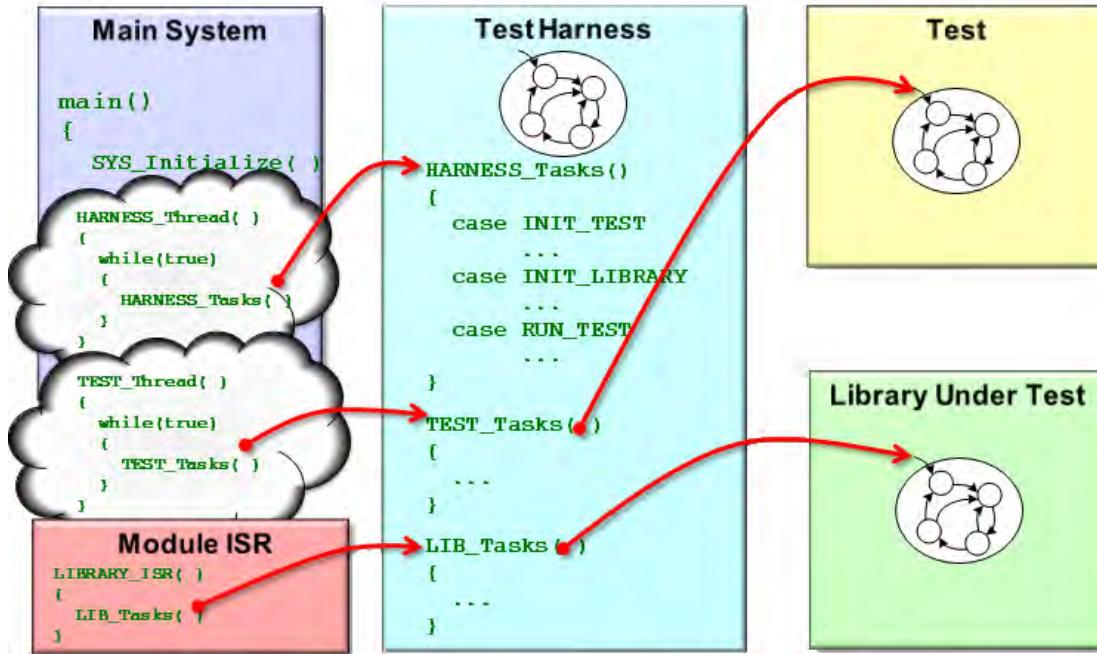 Main System
main()
{
SYS_Initialize( )
HARNESS_Thread( )
{
while(true)
{
HARNESS_Tasks( )
}
}
TEST_Thread( )
{
while(true)
{
TEST_Tasks( )
}
}
Module ISR
LIBRARY_ISR( )
{
LIB_Tasks( )
}
Test Harness
HARNESS_Tasks()
{
case INIT_TEST
...
case INIT_LIBRARY
...
case RUN_TEST
...
}
TEST_Tasks( )
{
...
}
LIB_Tasks( )
{
...
}
Test
Library Under Test